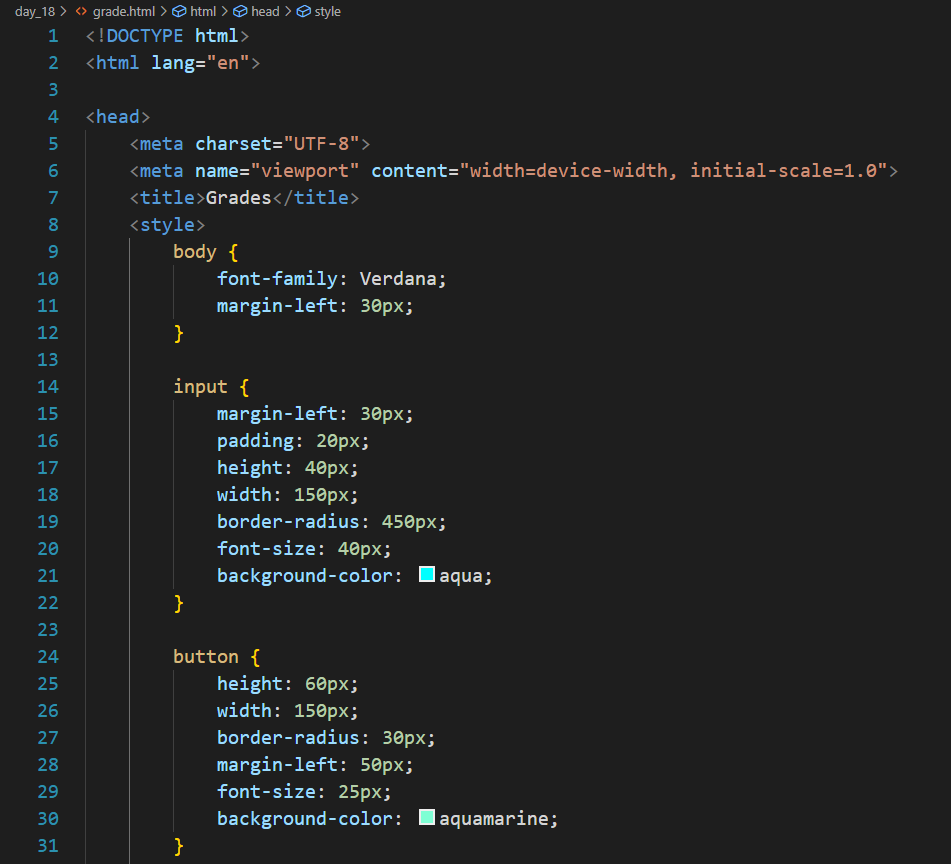 day_18 > grade.html > html > head > style
1 <!DOCTYPE html>
2 <html lang="en">
3
4 <head>
5     <meta charset="UTF-8">
6     <meta name="viewport" content="width=device-width, initial-scale=1.0">
7     <title>Grades</title>
8     <style>
9         body {
10             font-family: Verdana;
11             margin-left: 30px;
12         }
13
14         input {
15             margin-left: 30px;
16             padding: 20px;
17             height: 40px;
18             width: 150px;
19             border-radius: 450px;
20             font-size: 40px;
21             background-color: aqua;
22         }
23
24         button {
25             height: 60px;
26             width: 150px;
27             border-radius: 30px;
28             margin-left: 50px;
29             font-size: 25px;
30             background-color: aquamarine;
31         }